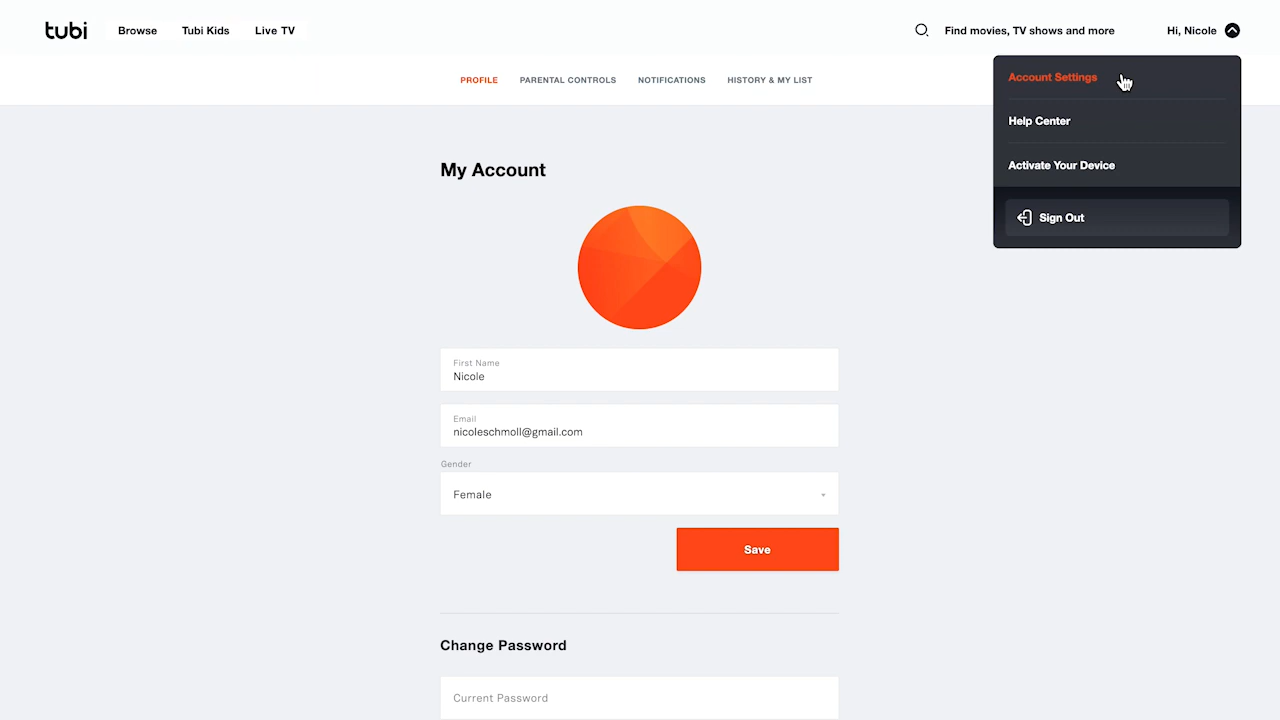 tubi Browse Tubi Kids Live TV Find movies, TV shows and more Hi, Nicole
PROFILE PARENTAL CONTROLS NOTIFICATIONS HISTORY & MY LIST
Account Settings
Help Center
Activate Your Device
Sign Out
My Account
First Name
Nicole
Email
nicoleschmoll@gmail.com
Gender
Female
Save
Change Password
Current Password